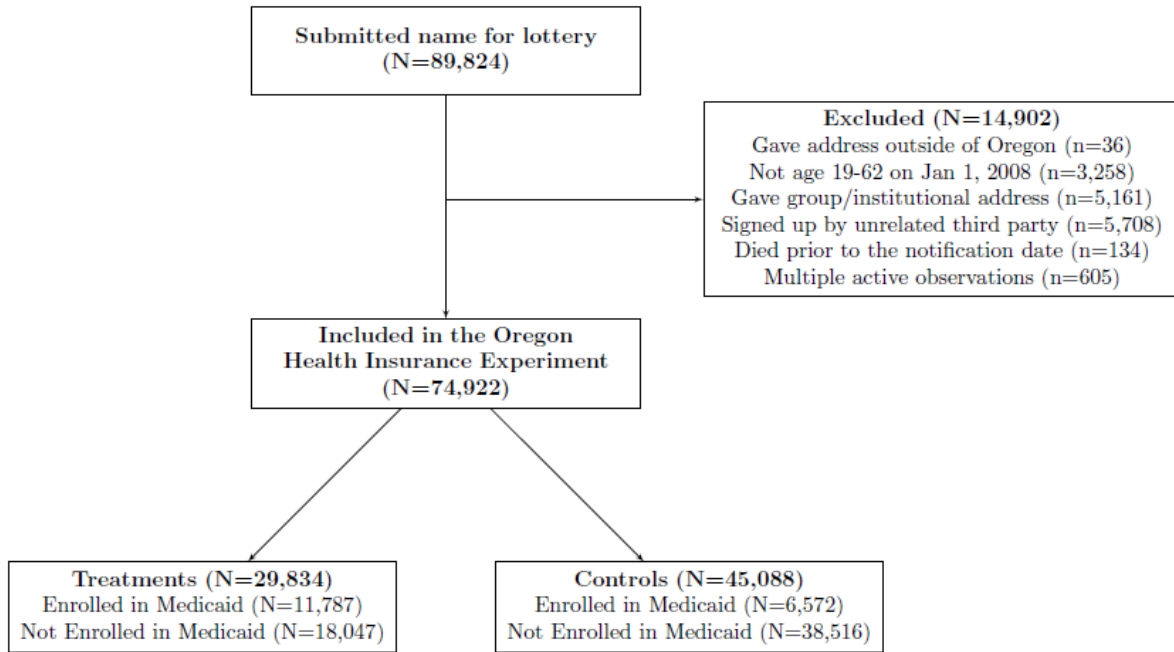 Submitted name for lottery
(N=89,824)
Excluded (N=14,902)
Gave address outside of Oregon (n=36)
Not age 19-62 on Jan 1, 2008 (n=3,258)
Gave group/institutional address (n=5,161)
Signed up by unrelated third party (n=5,708)
Died prior to the notification date (n=134)
Multiple active observations (n=605)
Included in the Oregon
Health Insurance Experiment
(N=74,922)
Treatments (N=29,834)
Enrolled in Medicaid (N=11,787)
Not Enrolled in Medicaid (N=18,047)
Controls (N=45,088)
Enrolled in Medicaid (N=6,572)
Not Enrolled in Medicaid (N=38,516)